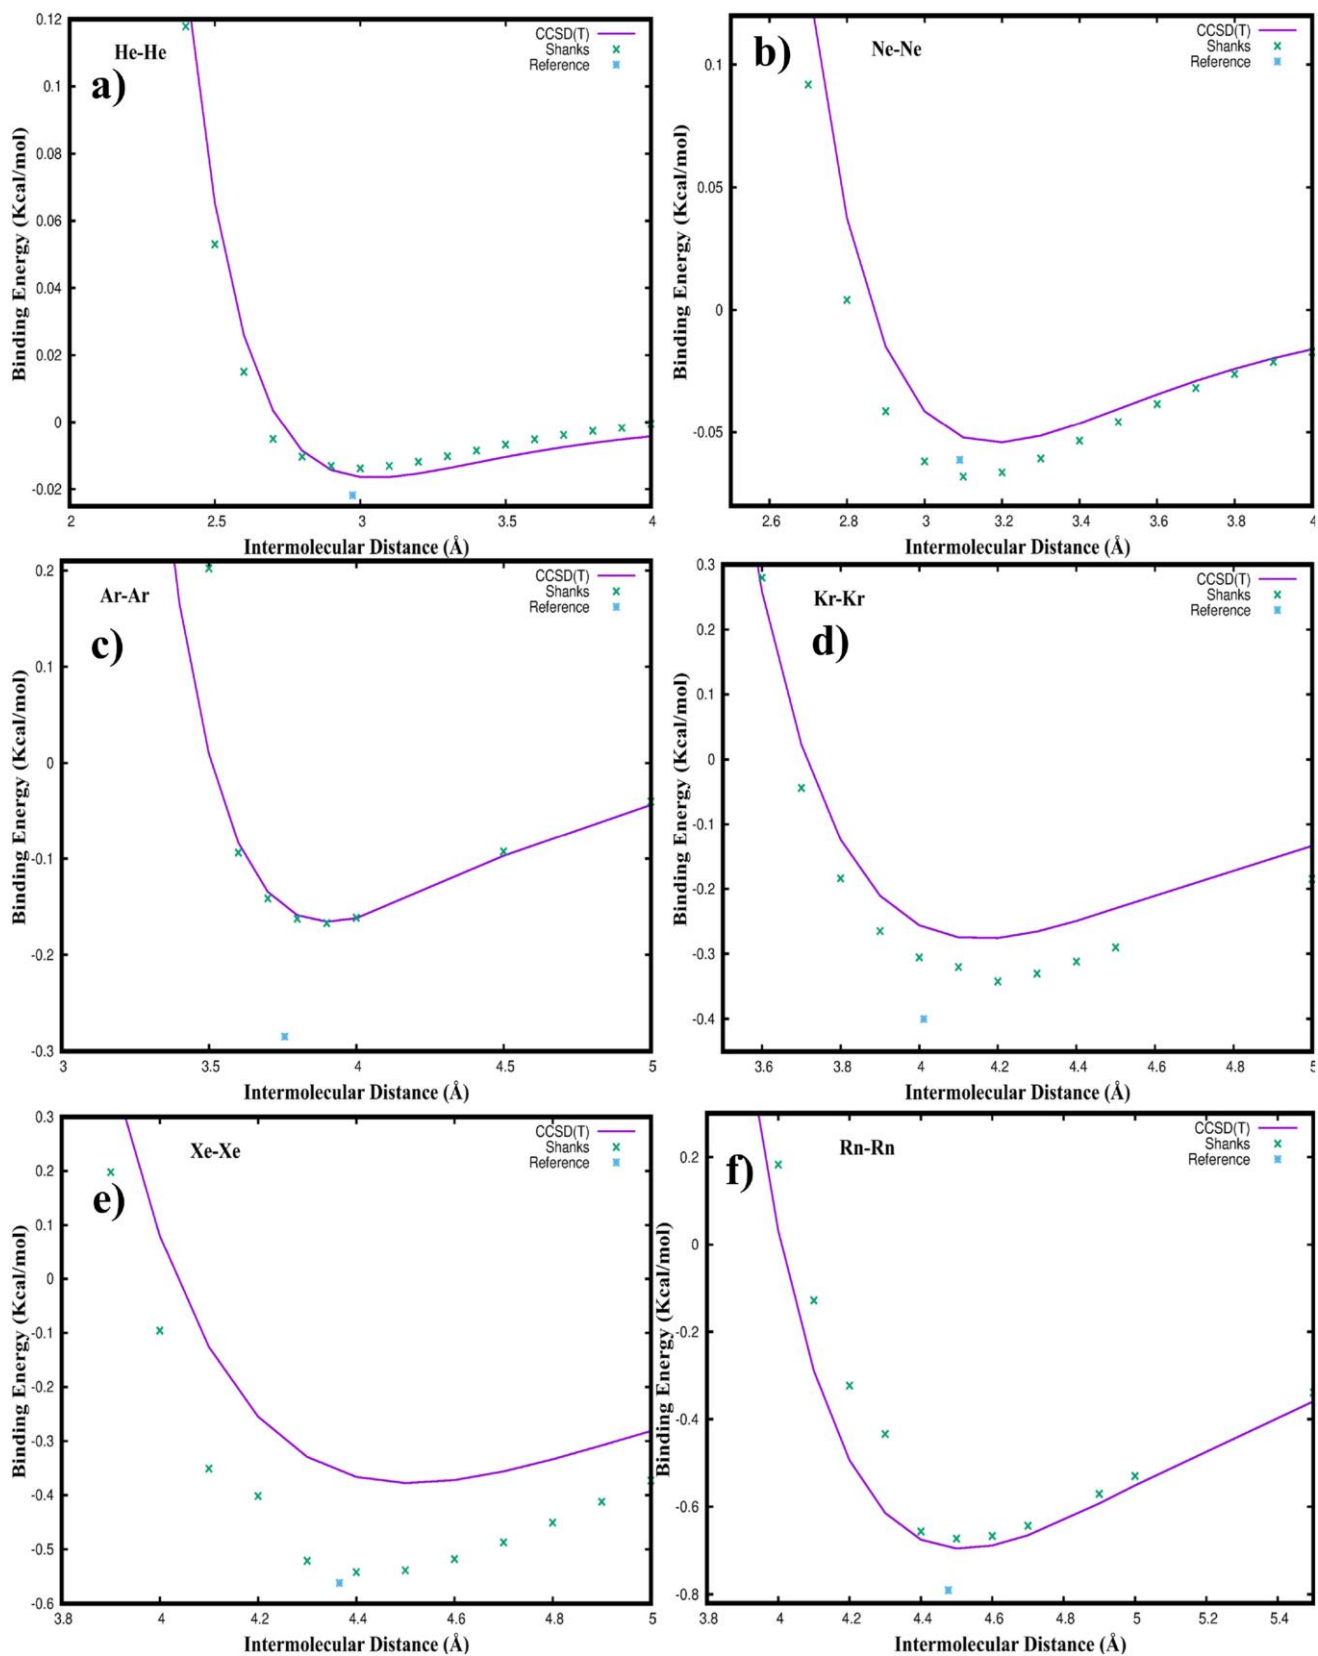 He-He
a)
CCSD(T)
Shanks
Reference
0.12
0.1
0.08
0.06
0.04
0.02
0
-0.02
2
2.5
3
3.5
4
Binding Energy (Kcal/mol)
Intermolecular Distance (Å)
b)
Ne-Ne
CCSD(T)
Shanks
Reference
0.1
0.05
0
-0.05
2.6
2.8
3
3.2
3.4
3.6
3.8
4
Binding Energy (Kcal/mol)
Intermolecular Distance (Å)
Ar-Ar
c)
CCSD(T)
Shanks
Reference
0.2
0.1
0
-0.1
-0.2
-0.3
3
3.5
4
4.5
5
Binding Energy (Kcal/mol)
Intermolecular Distance (Å)
Kr-Kr
d)
CCSD(T)
Shanks
Reference
0.3
0.2
0.1
0
-0.1
-0.2
-0.3
-0.4
3.6
3.8
4
4.2
4.4
4.6
4.8
5
Binding Energy (Kcal/mol)
Intermolecular Distance (Å)
Xe-Xe
e)
CCSD(T)
Shanks
Reference
0.3
0.2
0.1
0
-0.1
-0.2
-0.3
-0.4
-0.5
-0.6
3.8
4
4.2
4.4
4.6
4.8
5
Binding Energy (Kcal/mol)
Intermolecular Distance (Å)
Rn-Rn
f)
CCSD(T)
Shanks
Reference
0.2
0
-0.2
-0.4
-0.6
-0.8
3.8
4
4.2
4.4
4.6
4.8
5
5.2
5.4
Binding Energy (Kcal/mol)
Intermolecular Distance (Å)